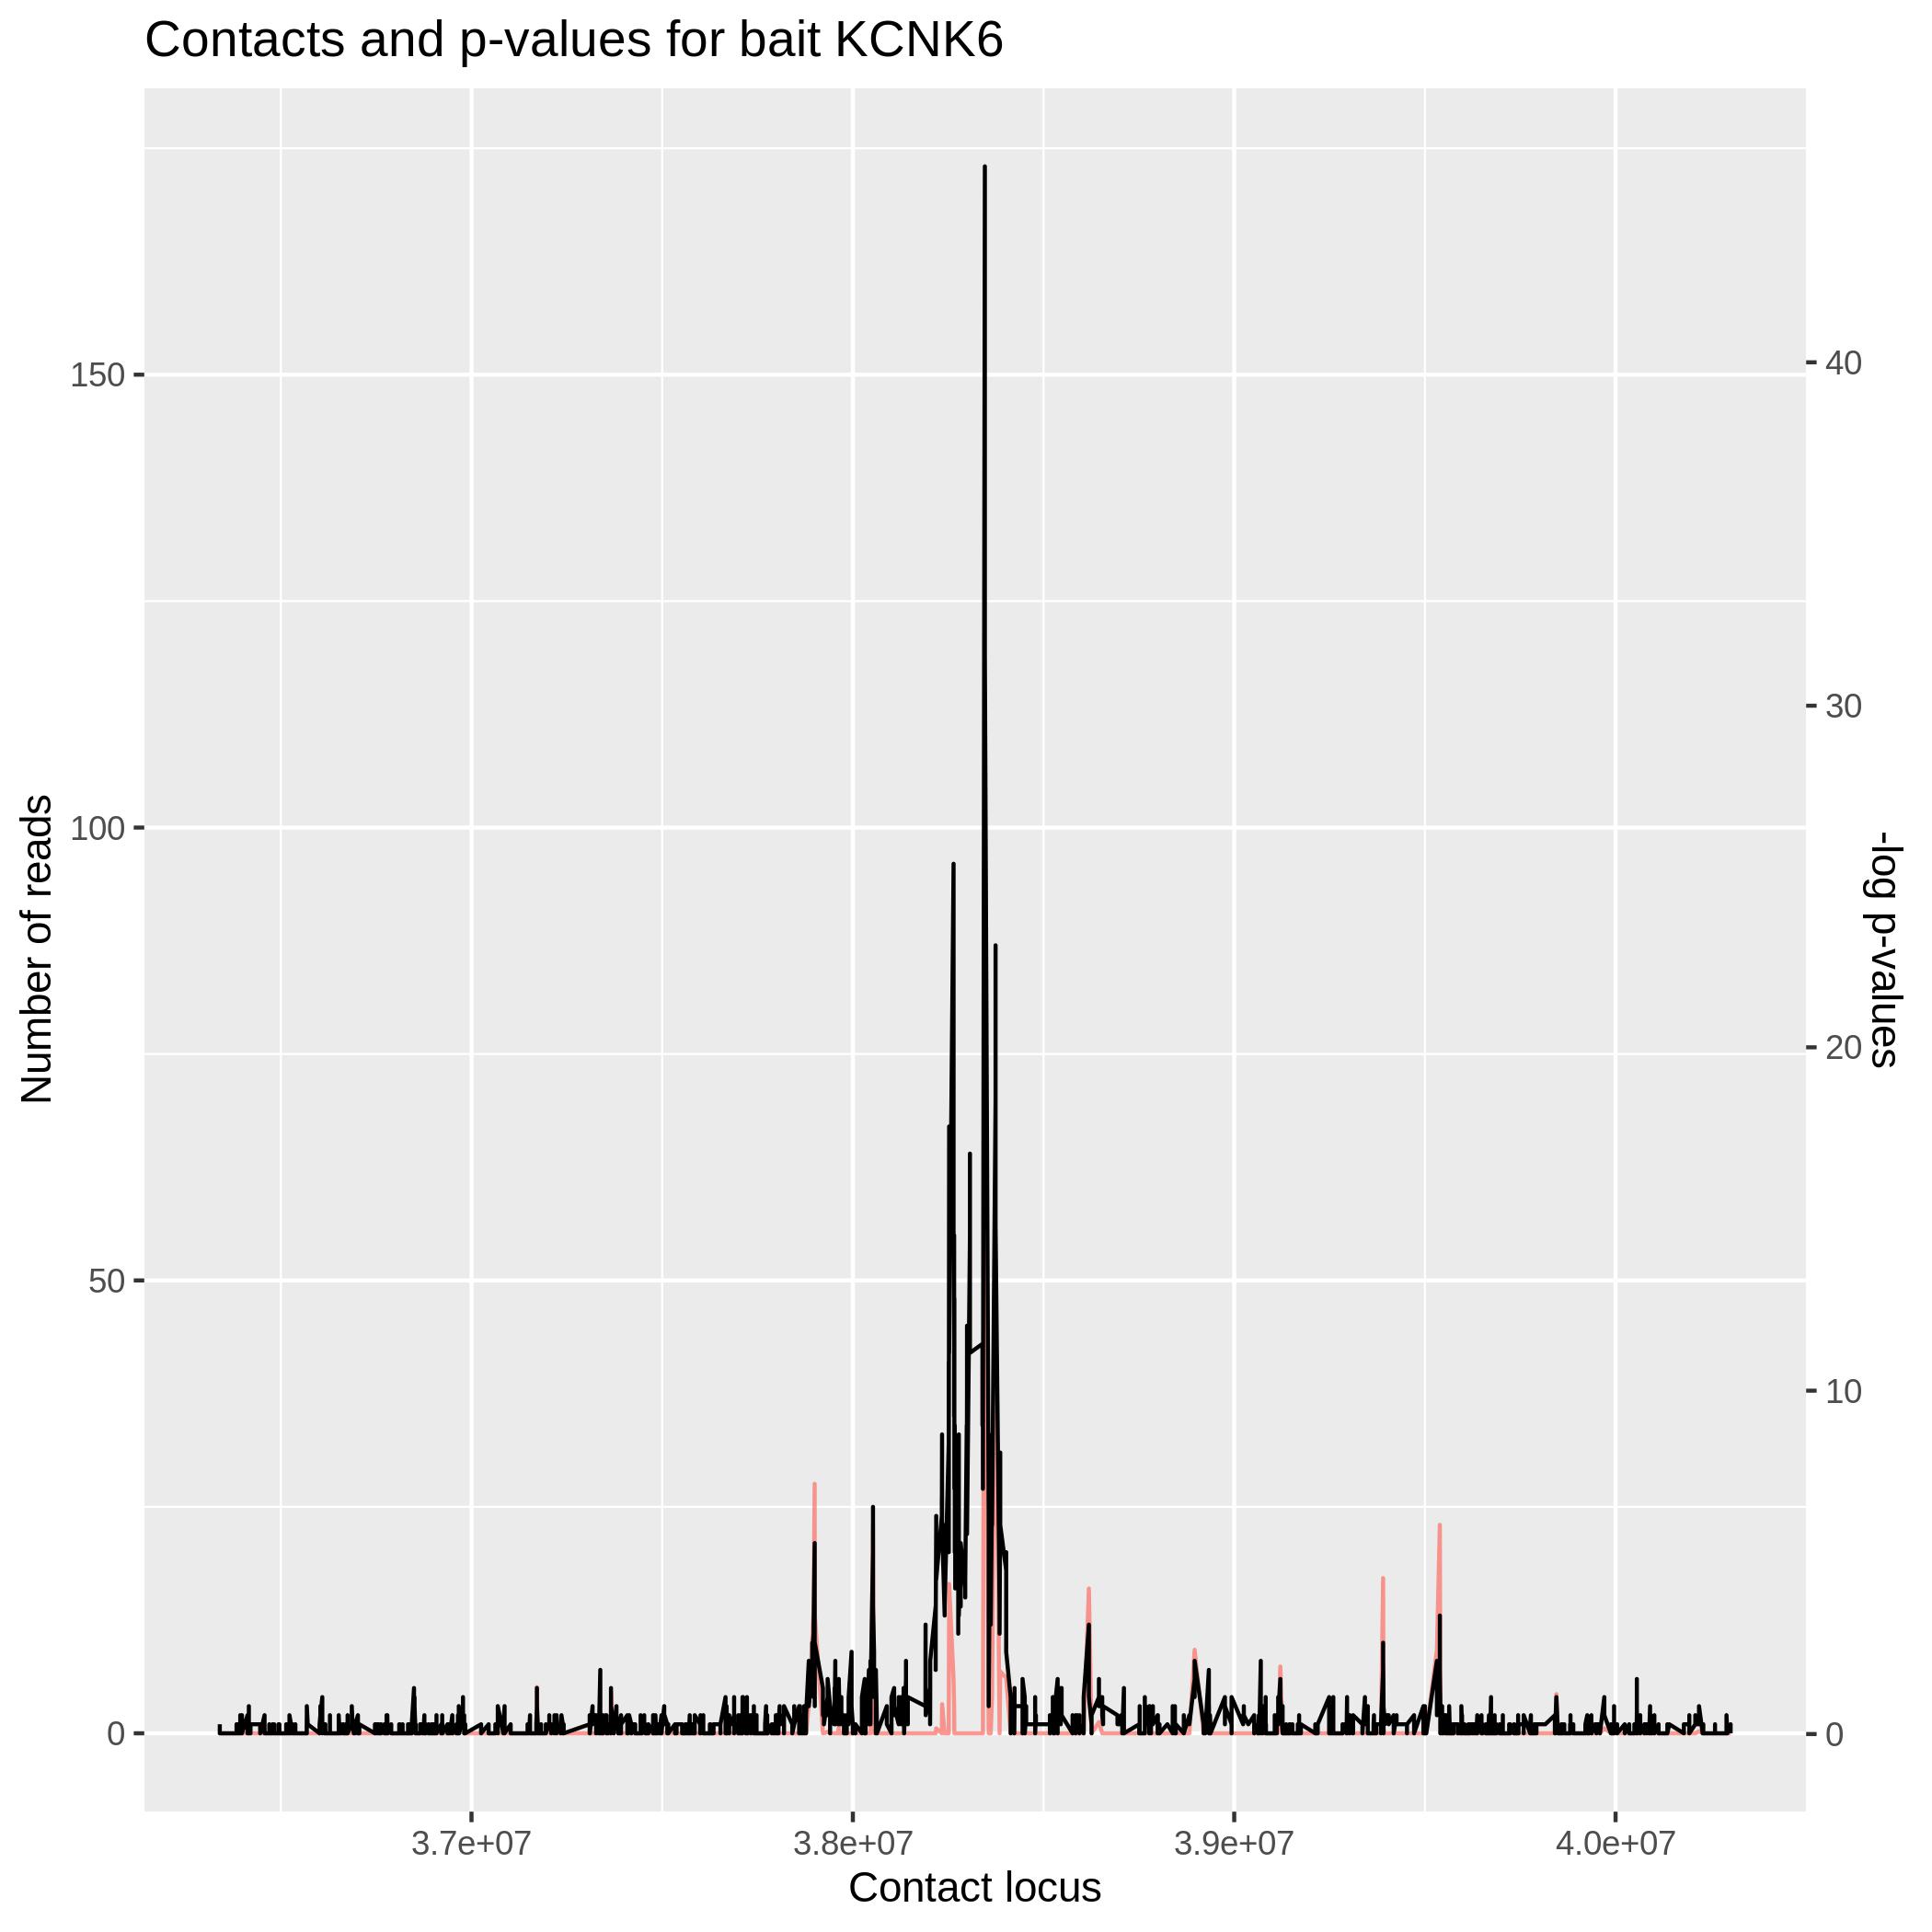 Contacts and p-values for bait KCNK6
Number of reads
150
100
50
0
40
30
20
10
0
-log p-values
3.7e+07 3.8e+07 3.9e+07 4.0e+07
Contact locus